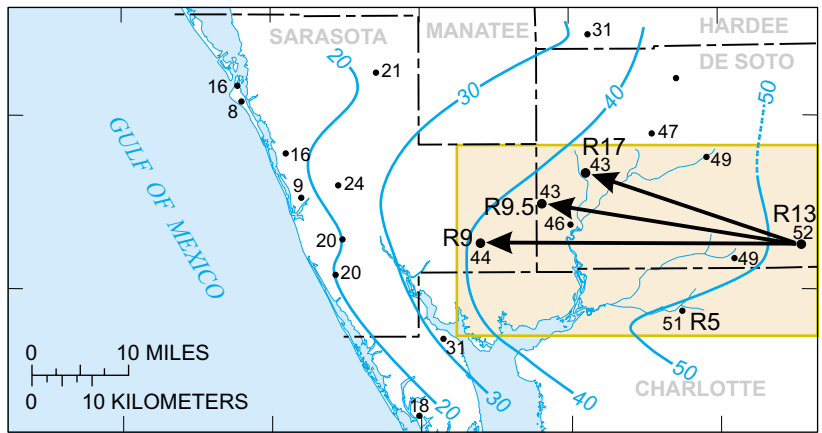 SARASOTA
MANATEE
HARDEE
DE SOTO
31
20
21
30
40
50
16
8
47
R17
43
49
16
24
9
43
R9.5
46
R13
52
R9
44
20
49
20
GULF OF MEXICO
51 R5
31
0 10 MILES
0 10 KILOMETERS
50
CHARLOTTE
18
20
30
40